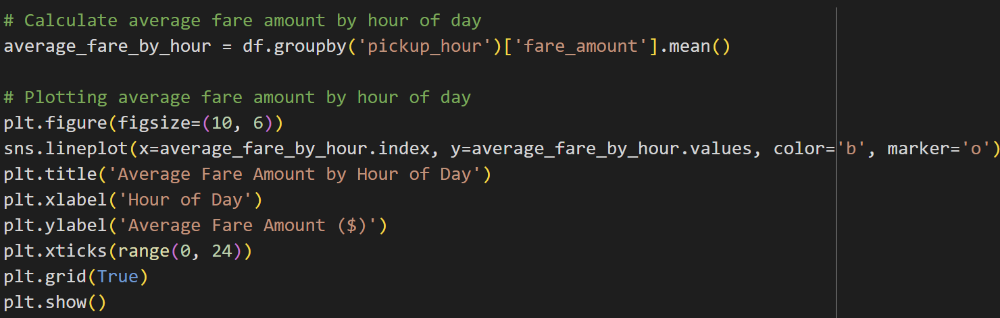 # Calculate average fare amount by hour of day
average_fare_by_hour = df.groupby('pickup_hour')['fare_amount'].mean()

# Plotting average fare amount by hour of day
plt.figure(figsize=(10, 6))
sns.lineplot(x=average_fare_by_hour.index, y=average_fare_by_hour.values, color='b', marker='o')
plt.title('Average Fare Amount by Hour of Day')
plt.xlabel('Hour of Day')
plt.ylabel('Average Fare Amount ($)')
plt.xticks(range(0, 24))
plt.grid(True)
plt.show()